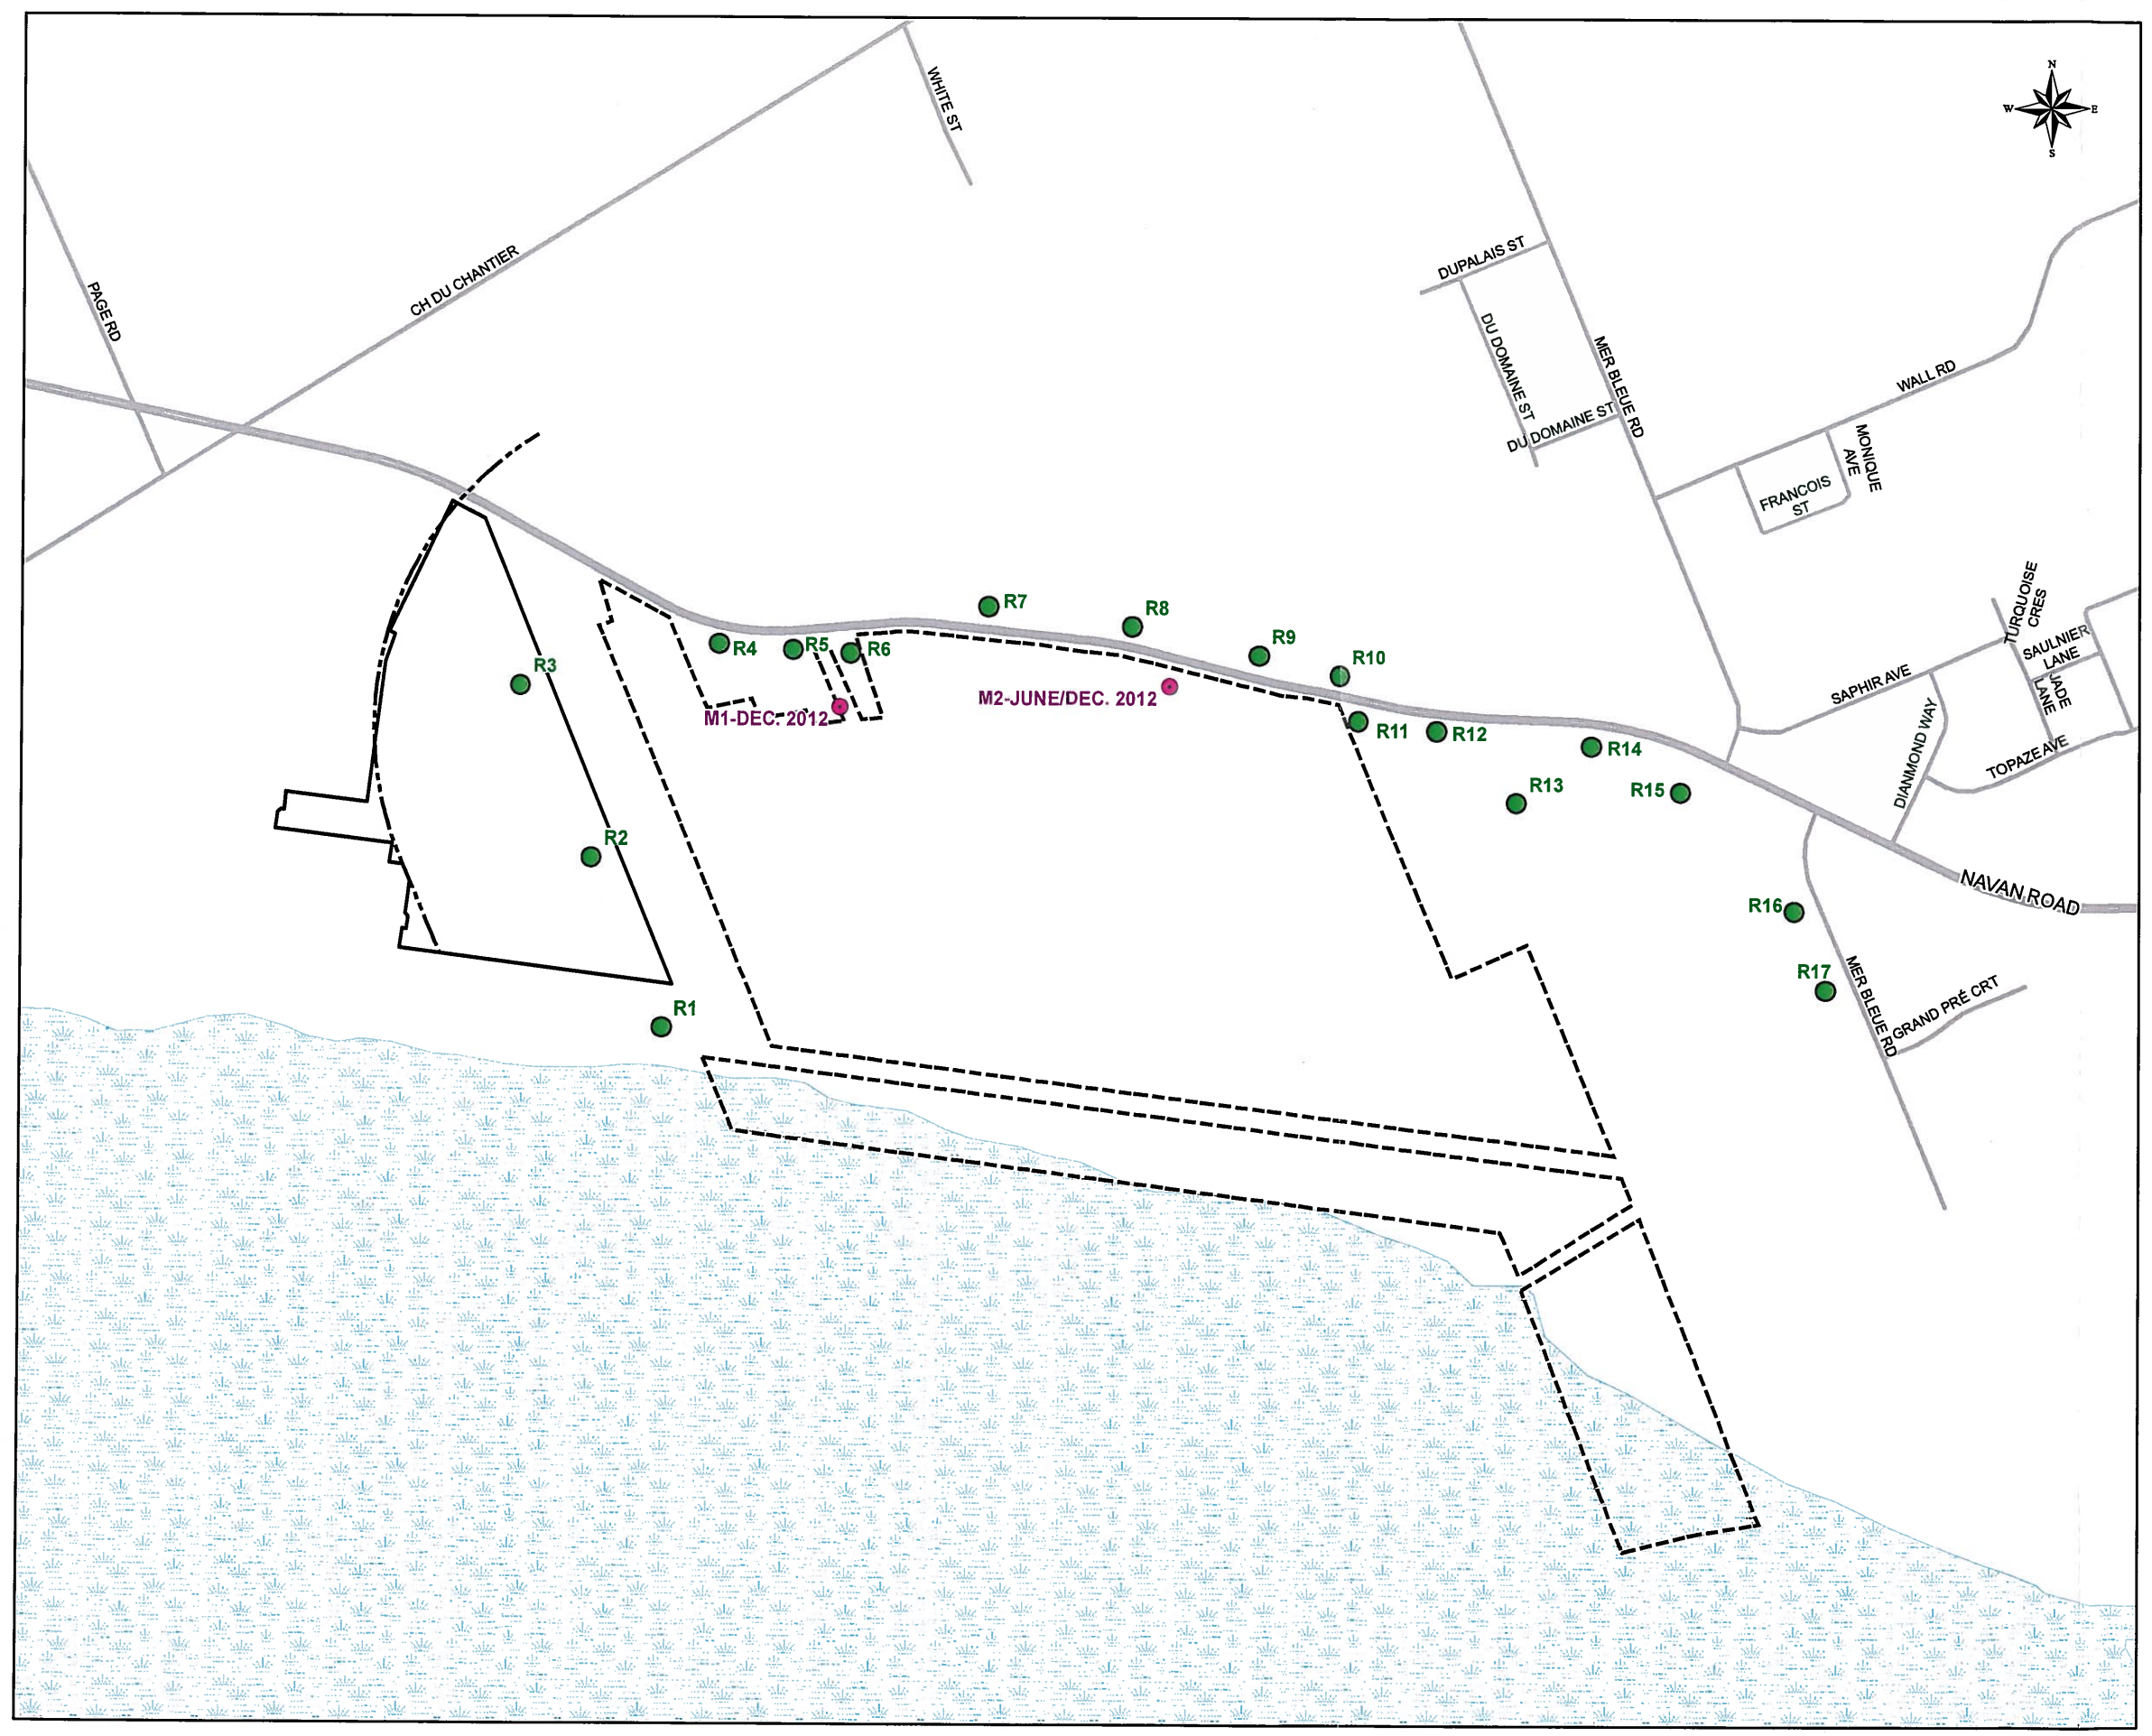 WHITE ST
N
W
E
S
PAGE RD
CH DU CHANTIER
DUPALAIS ST
DU DOMAINE ST
DU DOMAINE ST
MER BLEUE RD
WALL RD
MONIQUE
AVE
FRANCOIS
ST
TURQUOISE
CRES
SAULNIER
LANE
JADE
LANE
SAPHIR AVE
DIANMOND WAY
TOPAZE AVE
NAVAN ROAD
MER BLEUE RD
GRAND PRÉ CRT
R7
R8
R9
R10
R4
R5
R6
R3
M1-DEC. 2012
M2-JUNE/DEC. 2012
R11
R12
R14
R13
R15
R2
R16
R17
R1